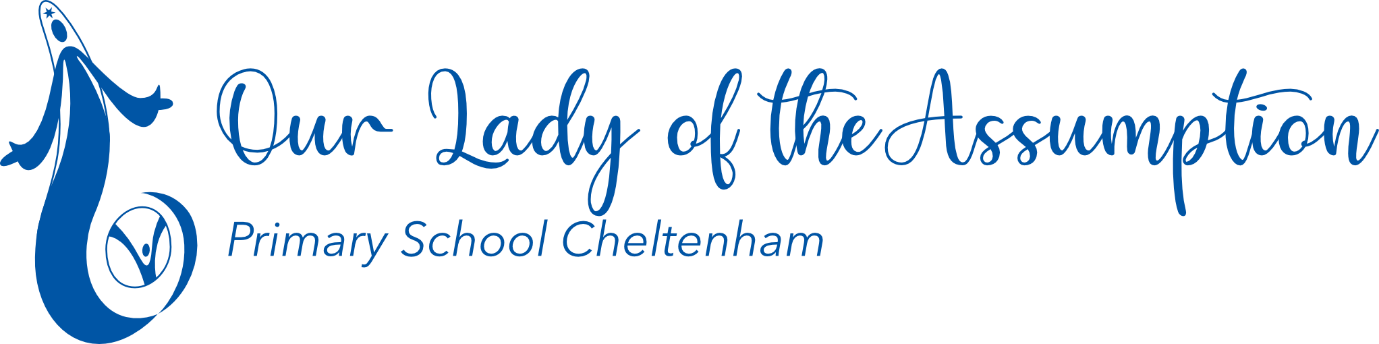 Our Lady of the Assumption
Primary School Cheltenham